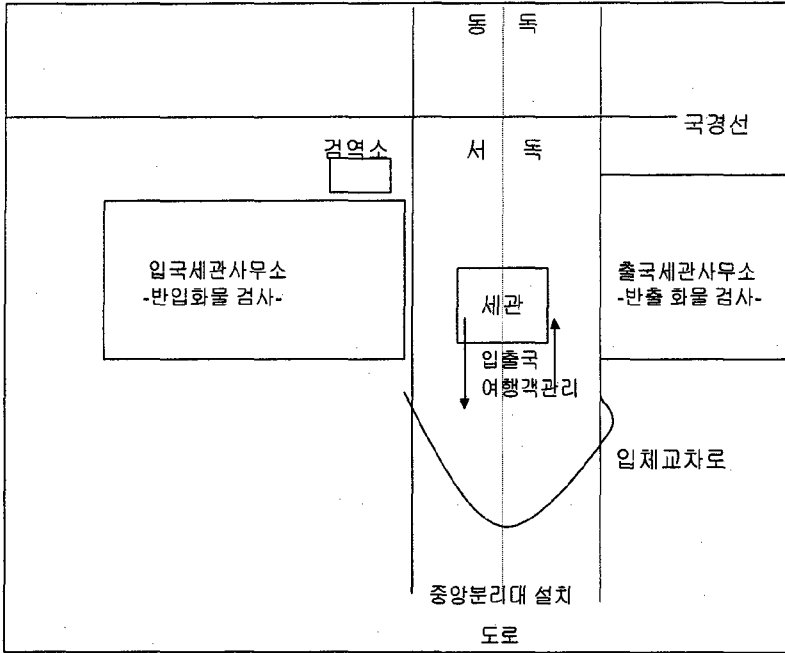 동 독
국경선
검역소
서 독
입국세관사무소
-반입화물 검사-
세관
출국세관사무소
-반출 화물 검사-
입출국
여행객관리
입체교차로
중앙분리대 설치
도로